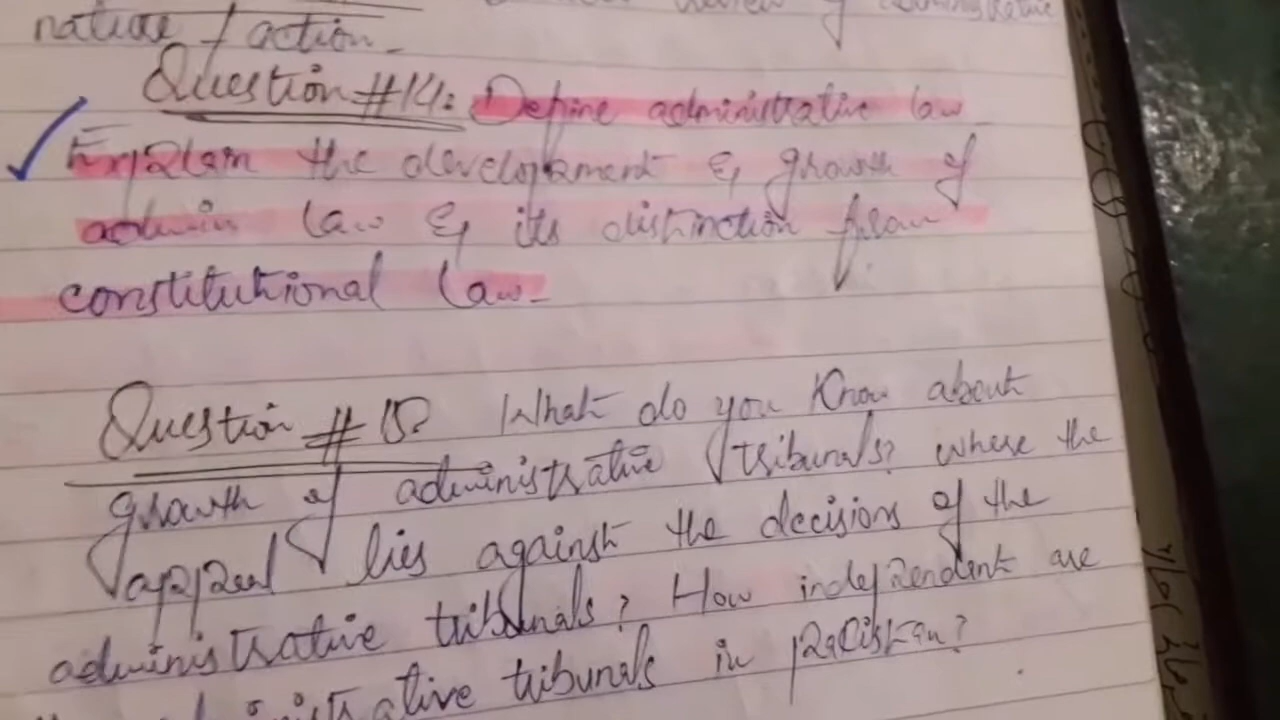 nature / action.
Question #14: Define administrative law
Explain the development & growth of
admin law & its distinction from
constitutional law.
Question #15: What do you know about
growth of administrative tribunals? where the
appeal lies against the decisions of the
administrative tribunals? How independent are
administrative tribunals in pakistan?